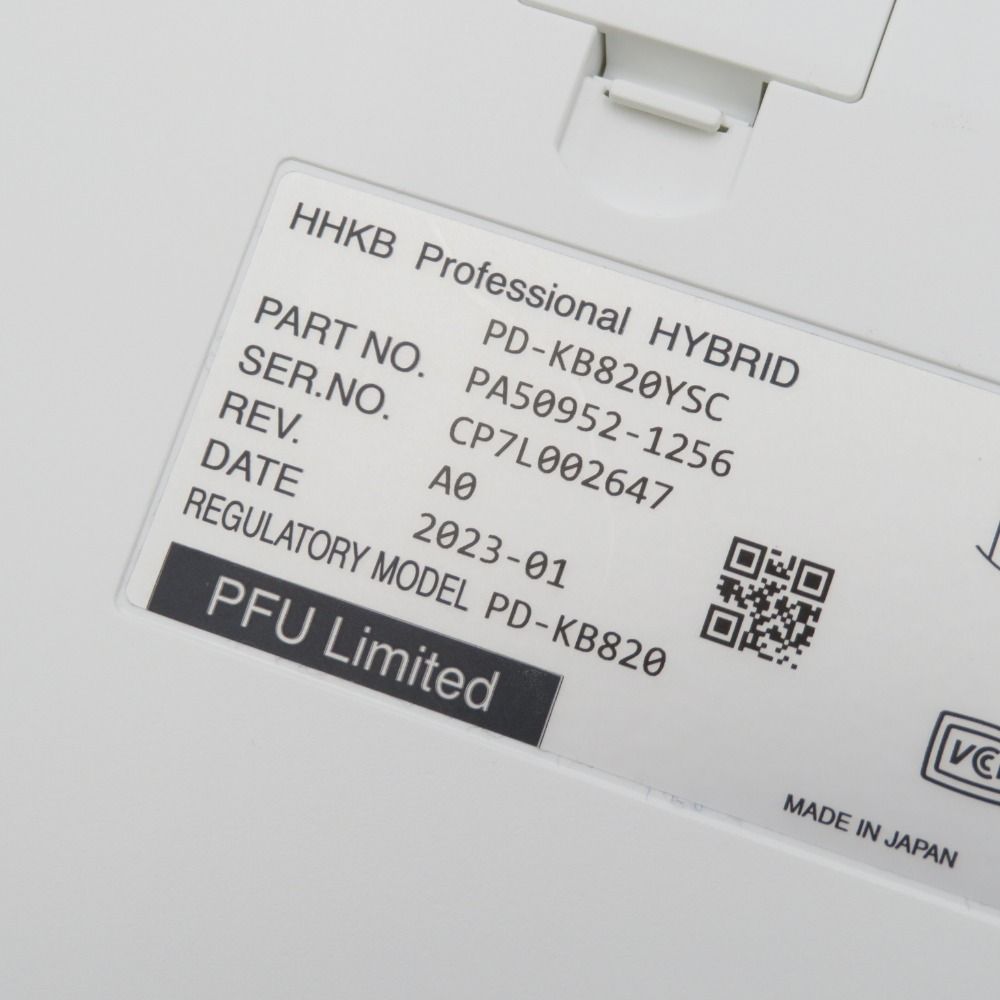 HHKB Professional HYBRID
PD-KB820YSC
PART NO. PA50952-1256
SER.NO. CP7L002647
REV. A0
DATE 2023-01
REGULATORY MODEL PD-KB820
PFU Limited
MADE IN JAPAN